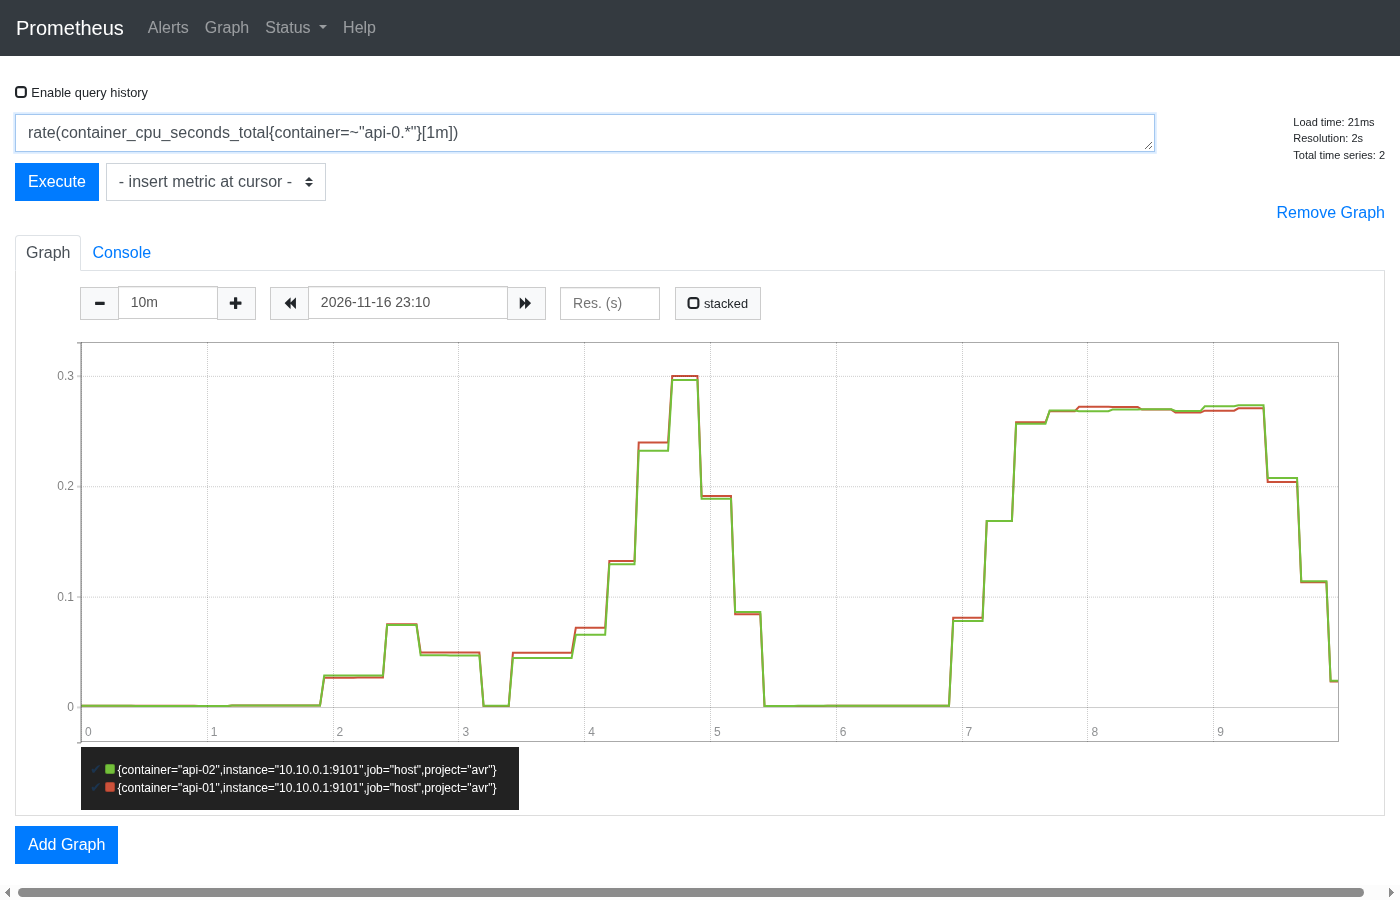 Prometheus Alerts Graph Status Help
Enable query history
rate(container_cpu_seconds_total{container=~"api-0.*"}[1m])
Load time: 21ms
Resolution: 2s
Total time series: 2
Execute
- insert metric at cursor -
Remove Graph
Graph Console
10m
2026-11-16 23:10
Res. (s)
stacked
0.3
0.2
0.1
0
0 1 2 3 4 5 6 7 8 9
{container="api-02",instance="10.10.0.1:9101",job="host",project="avr"}
{container="api-01",instance="10.10.0.1:9101",job="host",project="avr"}
Add Graph